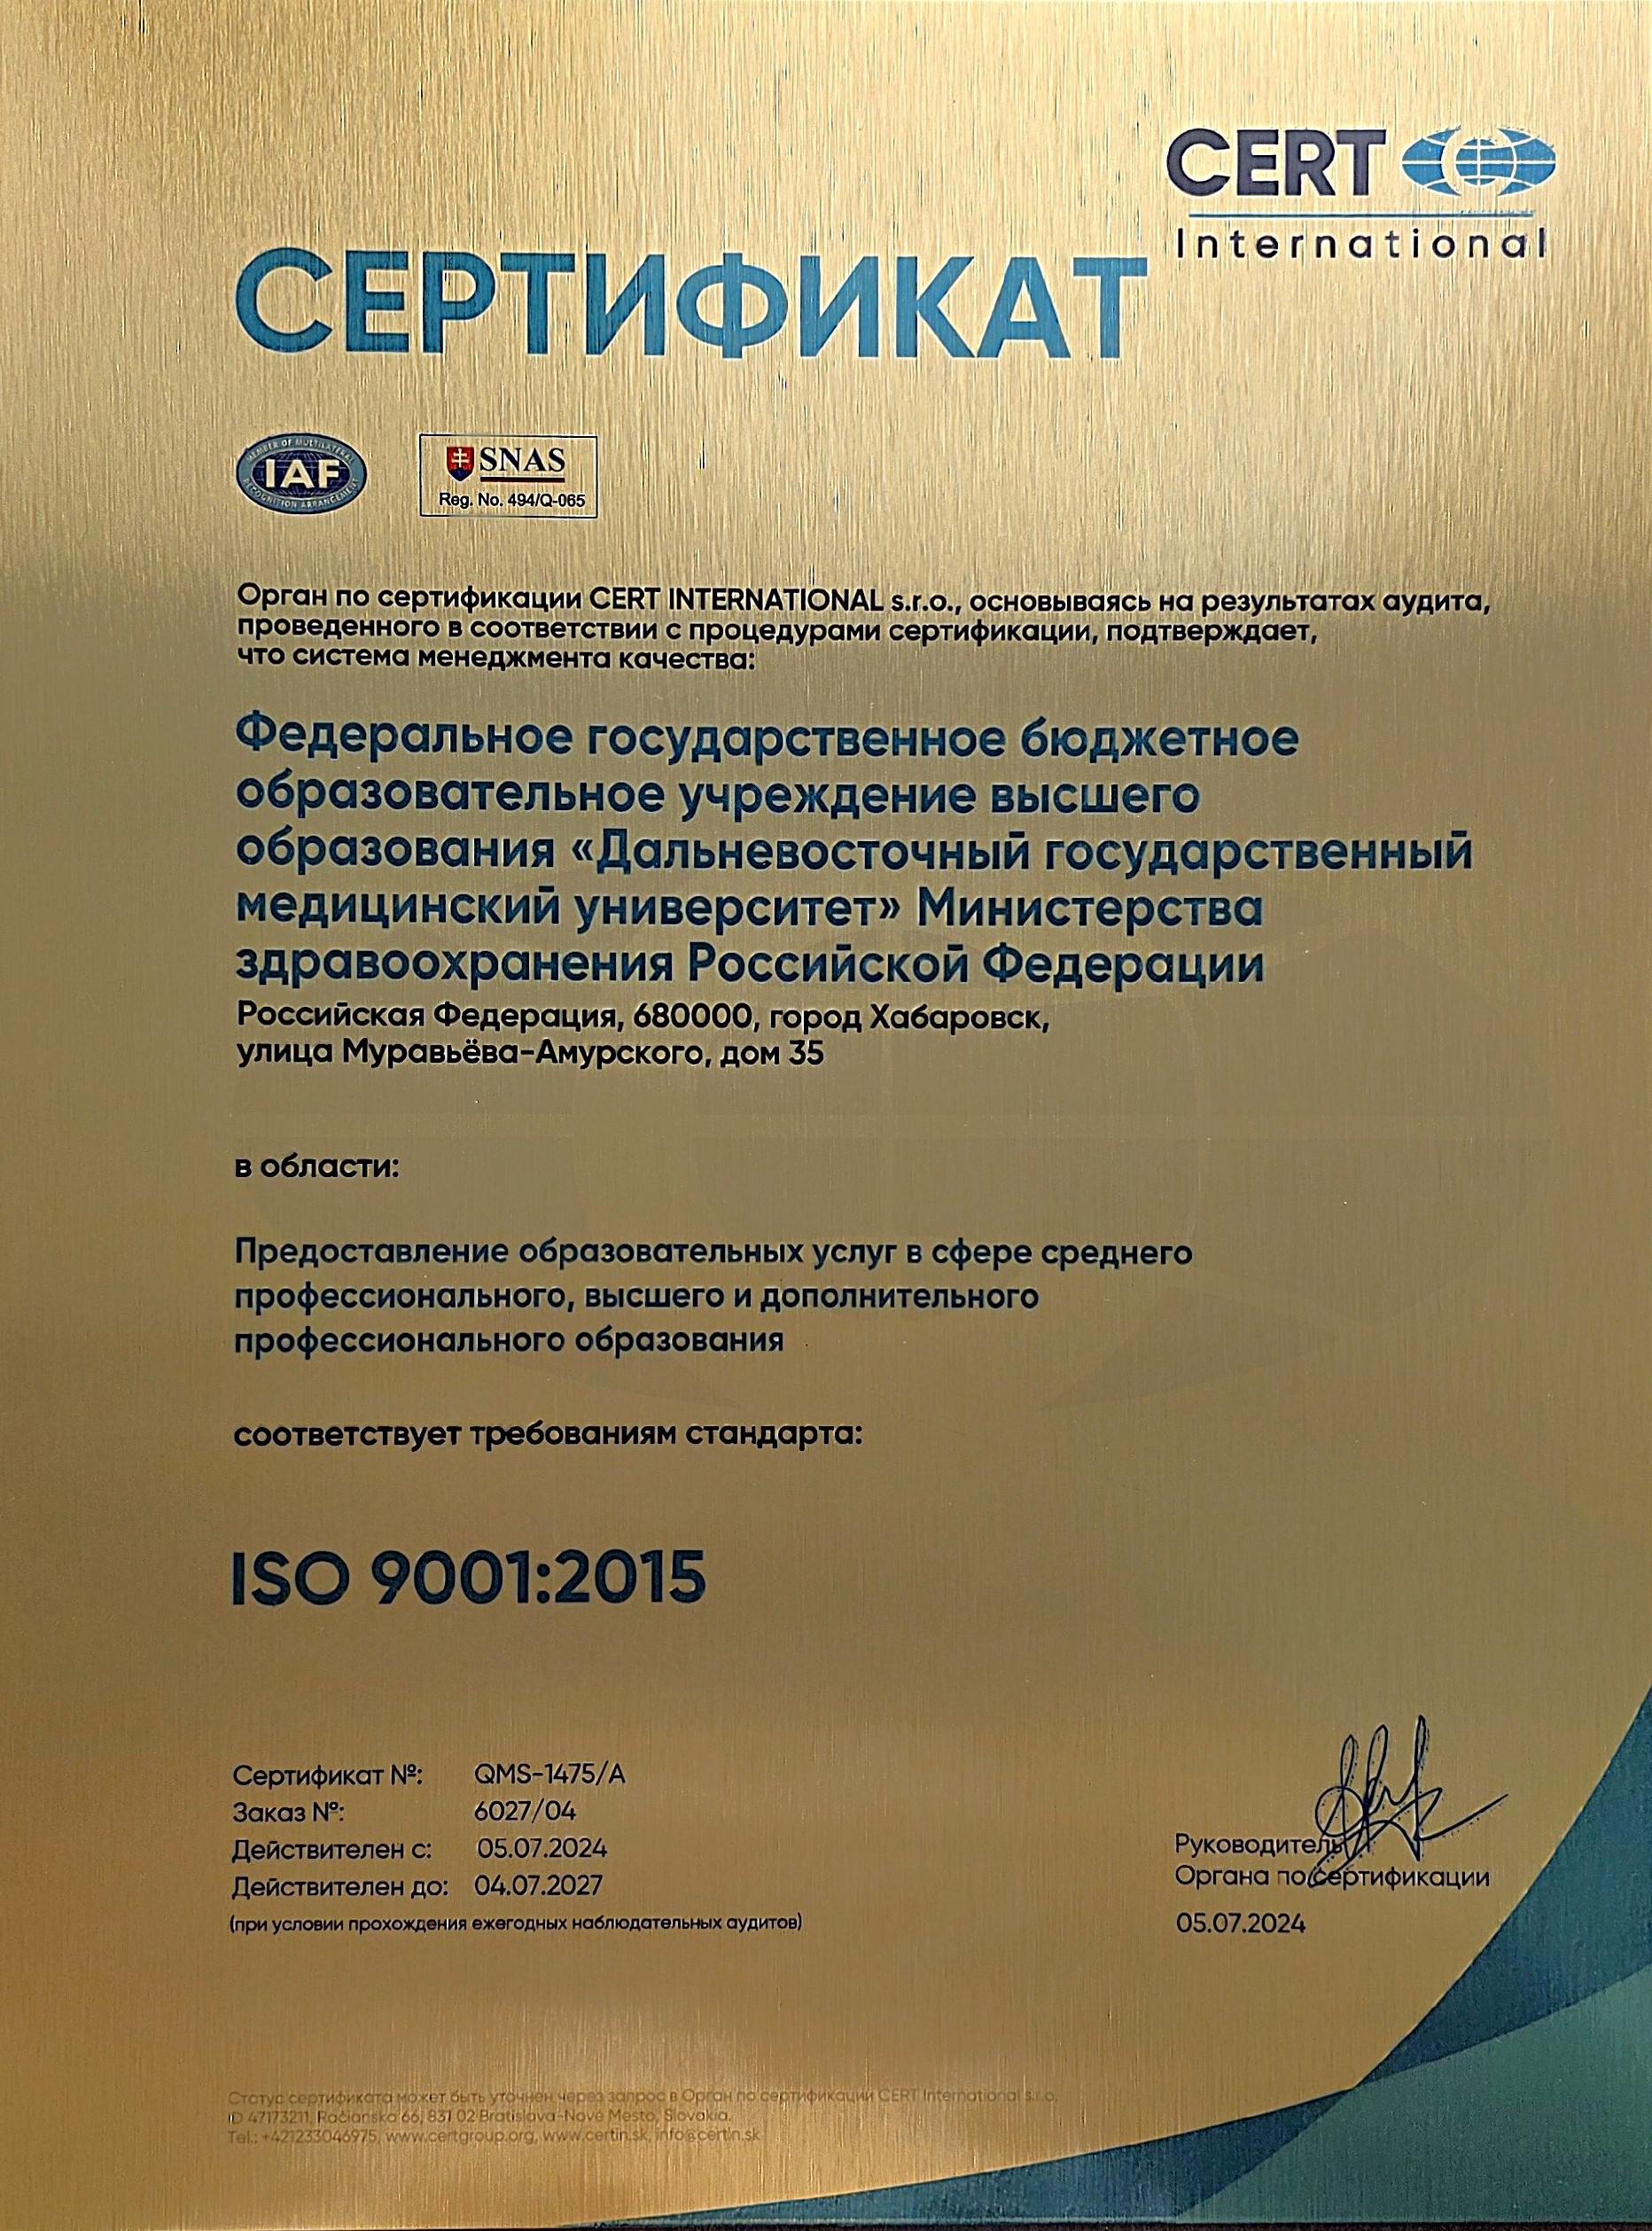 CERT
International
СЕРТИФИКАТ
MEMBER OF MULTILATERAL
IAF
RECOGNITION ARRANGEMENT
SNAS
Reg. No. 494/Q-065
Орган по сертификации CERT INTERNATIONAL s.r.o., основываясь на результатах аудита,
проведенного в соответствии с процедурами сертификации, подтверждает,
что система менеджмента качества:
Федеральное государственное бюджетное
образовательное учреждение высшего
образования «Дальневосточный государственный
медицинский университет» Министерства
здравоохранения Российской Федерации
Российская Федерация, 680000, город Хабаровск,
улица Муравьёва-Амурского, дом 35
в области:
Предоставление образовательных услуг в сфере среднего
профессионального, высшего и дополнительного
профессионального образования
соответствует требованиям стандарта:
ISO 9001:2015
Сертификат №: QMS-1475/A
Заказ №: 6027/04
Действителен с: 05.07.2024
Действителен до: 04.07.2027
(при условии прохождения ежегодных наблюдательных аудитов)
Руководитель
Органа по сертификации
05.07.2024
Статус сертификата может быть уточнен через запрос в Орган по сертификации CERT International s.r.o.
ID 47173211, Račianska 66, 831 02 Bratislava-Nové Mesto, Slovakia.
Tel.: +421233046975, www.certgroup.org, www.certin.sk, info@certin.sk